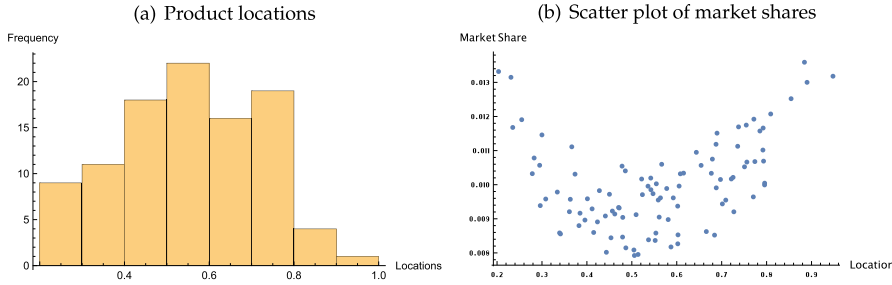 (a) Product locations
Frequency
20
15
10
5
0
0.4 0.6 0.8 1.0
Locations
(b) Scatter plot of market shares
Market Share
0.013
0.012
0.011
0.010
0.009
0.008
0.2 0.3 0.4 0.5 0.6 0.7 0.8 0.9
Location